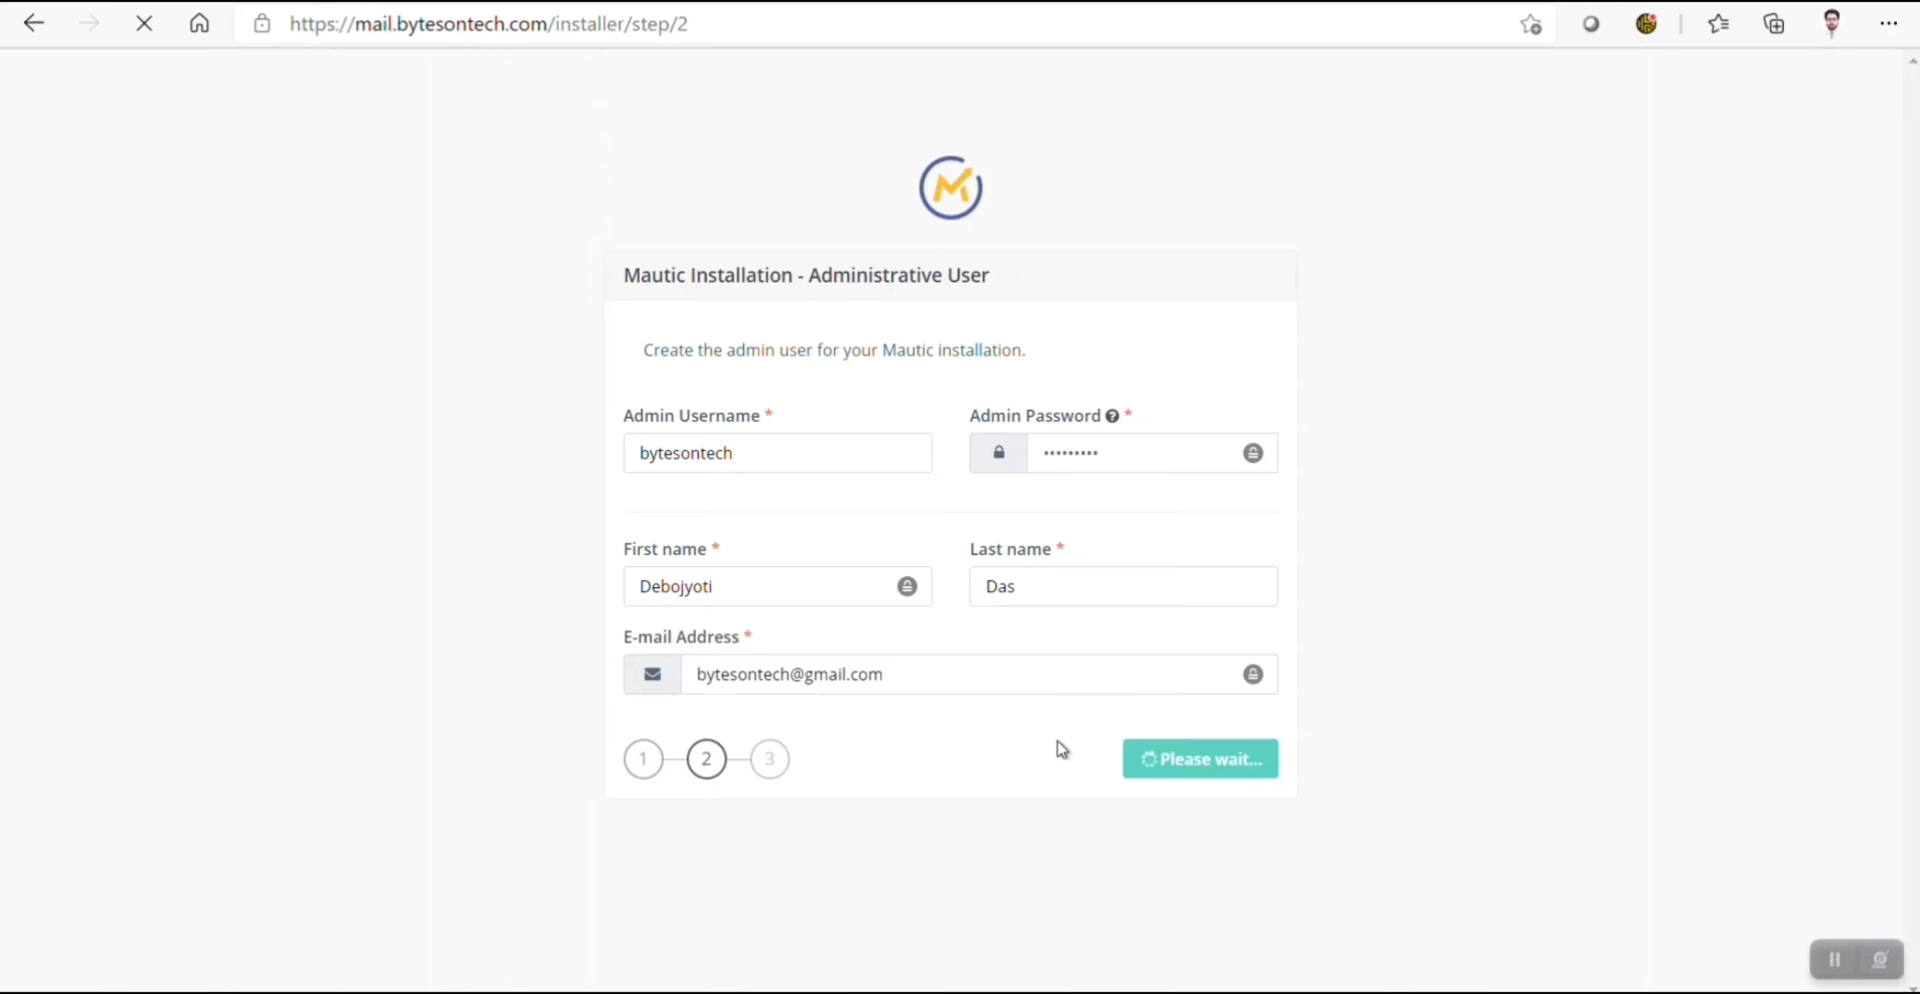 https://mail.bytesontech.com/installer/step/2
Mautic Installation - Administrative User
Create the admin user for your Mautic installation.
Admin Username * Admin Password *
bytesontech •••••••••
First name * Last name *
Debojyoti Das
E-mail Address *
bytesontech@gmail.com
1 2 3 Please wait...